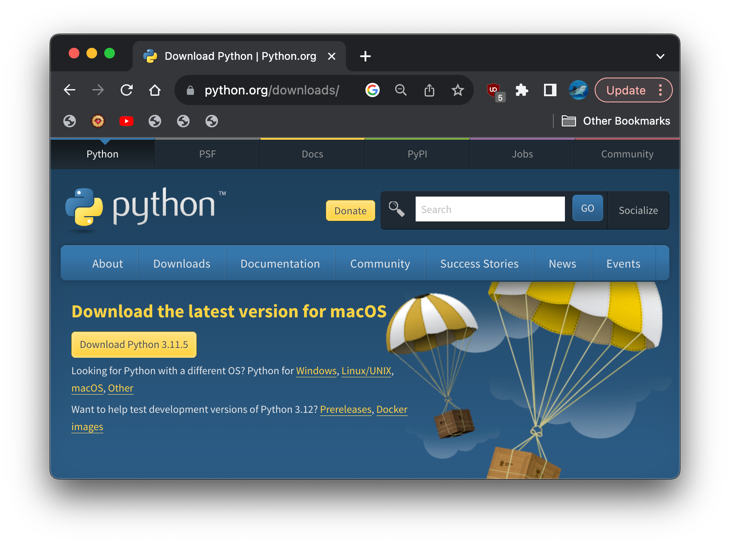 Download Python | Python.org
python.org/downloads/
5
Update
Other Bookmarks
Python PSF Docs PyPI Jobs Community
python™
Donate Search GO Socialize
About Downloads Documentation Community Success Stories News Events
Download the latest version for macOS
Download Python 3.11.5
Looking for Python with a different OS? Python for Windows, Linux/UNIX,
macOS, Other
Want to help test development versions of Python 3.12? Prereleases, Docker
images